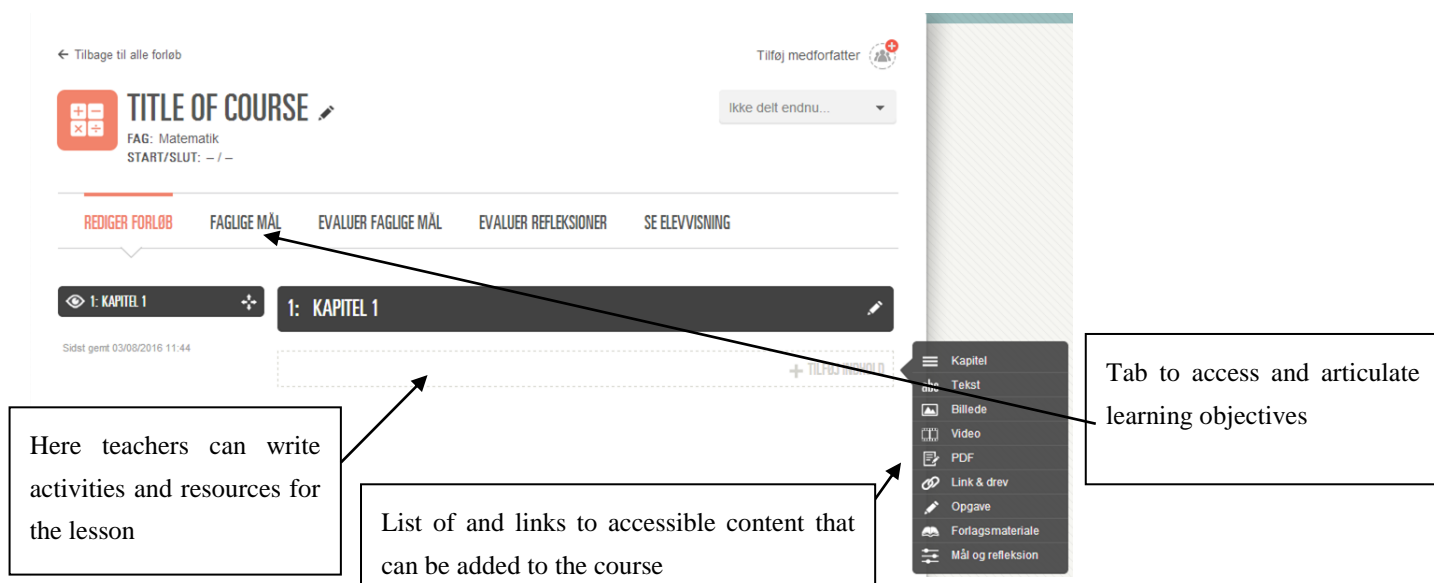 ← Tilbage til alle forløb
Tilføj medforfatter
TITLE OF COURSE
Ikke delt endnu...
FAG: Matematik
START/SLUT: – / –
REDIGER FORLØB FAGLIGE MÅL EVALUER FAGLIGE MÅL EVALUER REFLEKSIONER SE ELEVVISNING
1: KAPITEL 1
1: KAPITEL 1
Sidst gemt 03/08/2016 11:44
+ TILFØJ INDHOLD
Kapitel
abc Tekst
Billede
Video
PDF
Link & drev
Opgave
Forlagsmateriale
Mål og refleksion
Tab to access and articulate
learning objectives
Here teachers can write
activities and resources for
the lesson
List of and links to accessible content that
can be added to the course